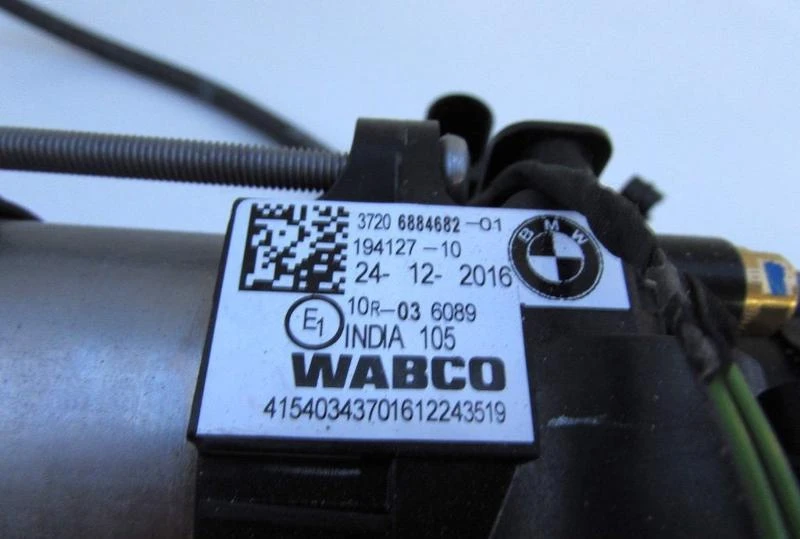 3720 6884682-01
194127-10
24-12-2016
BMW
10R-03 6089
E1
INDIA 105
WABCO
41540343701612243519